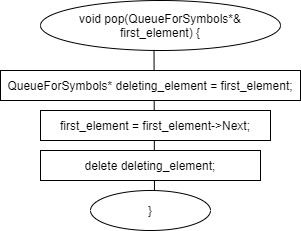 void pop(QueueForSymbols*&
first_element) {
QueueForSymbols* deleting_element = first_element;
first_element = first_element->Next;
delete deleting_element;
}